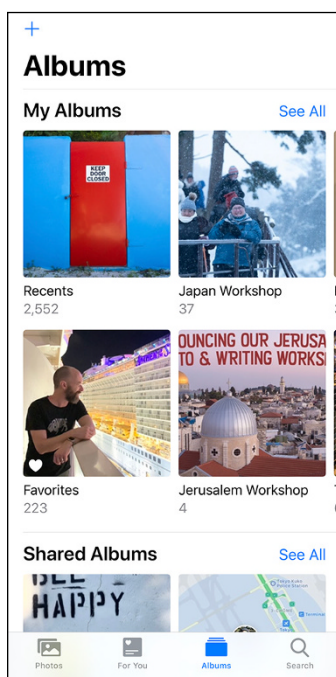 +
Albums
My Albums
See All
KEEP
DOOR
CLOSED
Recents
2,552
Japan Workshop
37
OUNCING OUR JERUSA
TO & WRITING WORKS
Favorites
223
Jerusalem Workshop
4
Shared Albums
See All
HAPPY
Photos
For You
Albums
Search